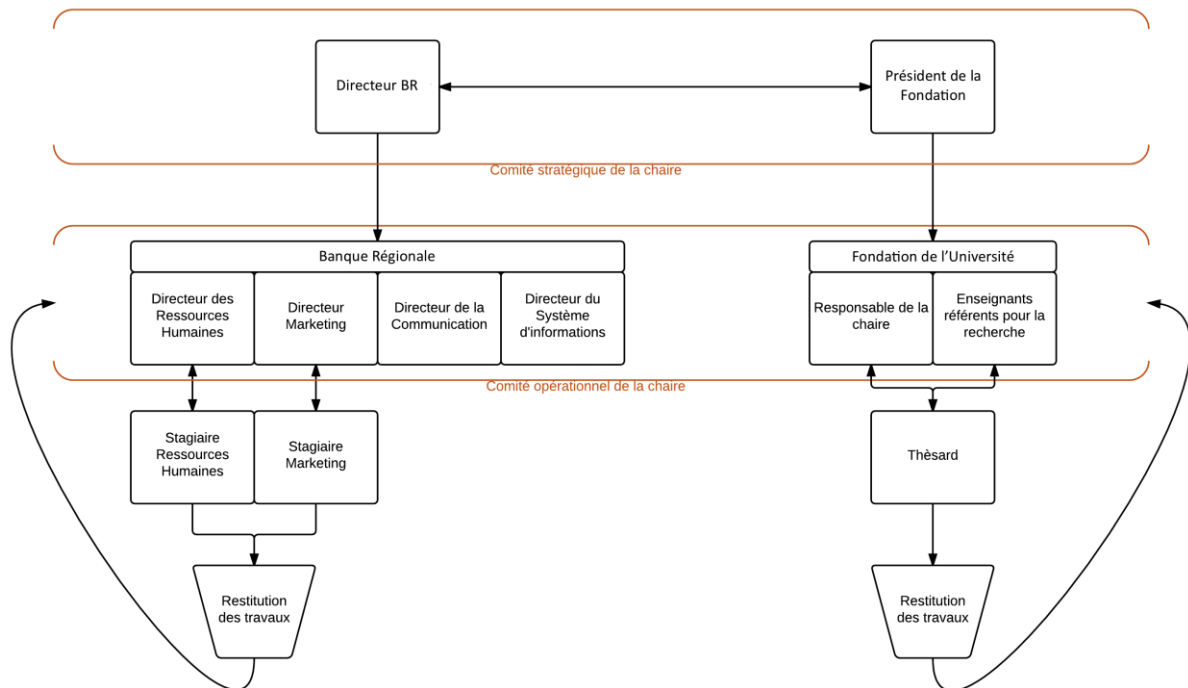 Directeur BR
Président de la
Fondation
Comité stratégique de la chaire
Banque Régionale
Fondation de l'Université
Directeur des
Ressources
Humaines
Directeur
Marketing
Directeur de la
Communication
Directeur du
Système
d'informations
Responsable de la
chaire
Enseignants
référents pour la
recherche
Comité opérationnel de la chaire
Stagiaire
Ressources
Humaines
Stagiaire
Marketing
Thèsard
Restitution
des travaux
Restitution
des travaux